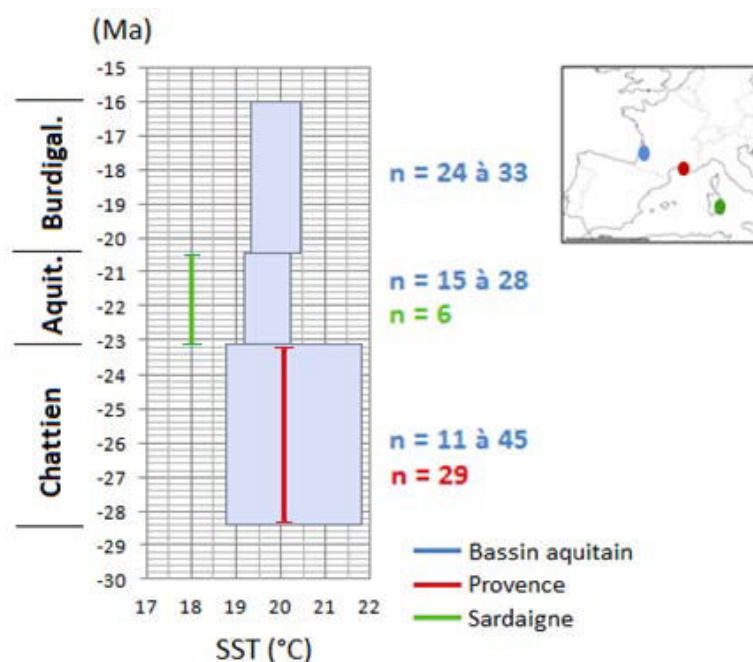 (Ma)
-15
-16
-17
-18
-19
-20
-21
-22
-23
-24
-25
-26
-27
-28
-29
-30
Burdigal.
Aquit.
Chattien
17 18 19 20 21 22
SST (°C)
n = 24 à 33
n = 15 à 28
n = 6
n = 11 à 45
n = 29
Bassin aquitain
Provence
Sardaigne